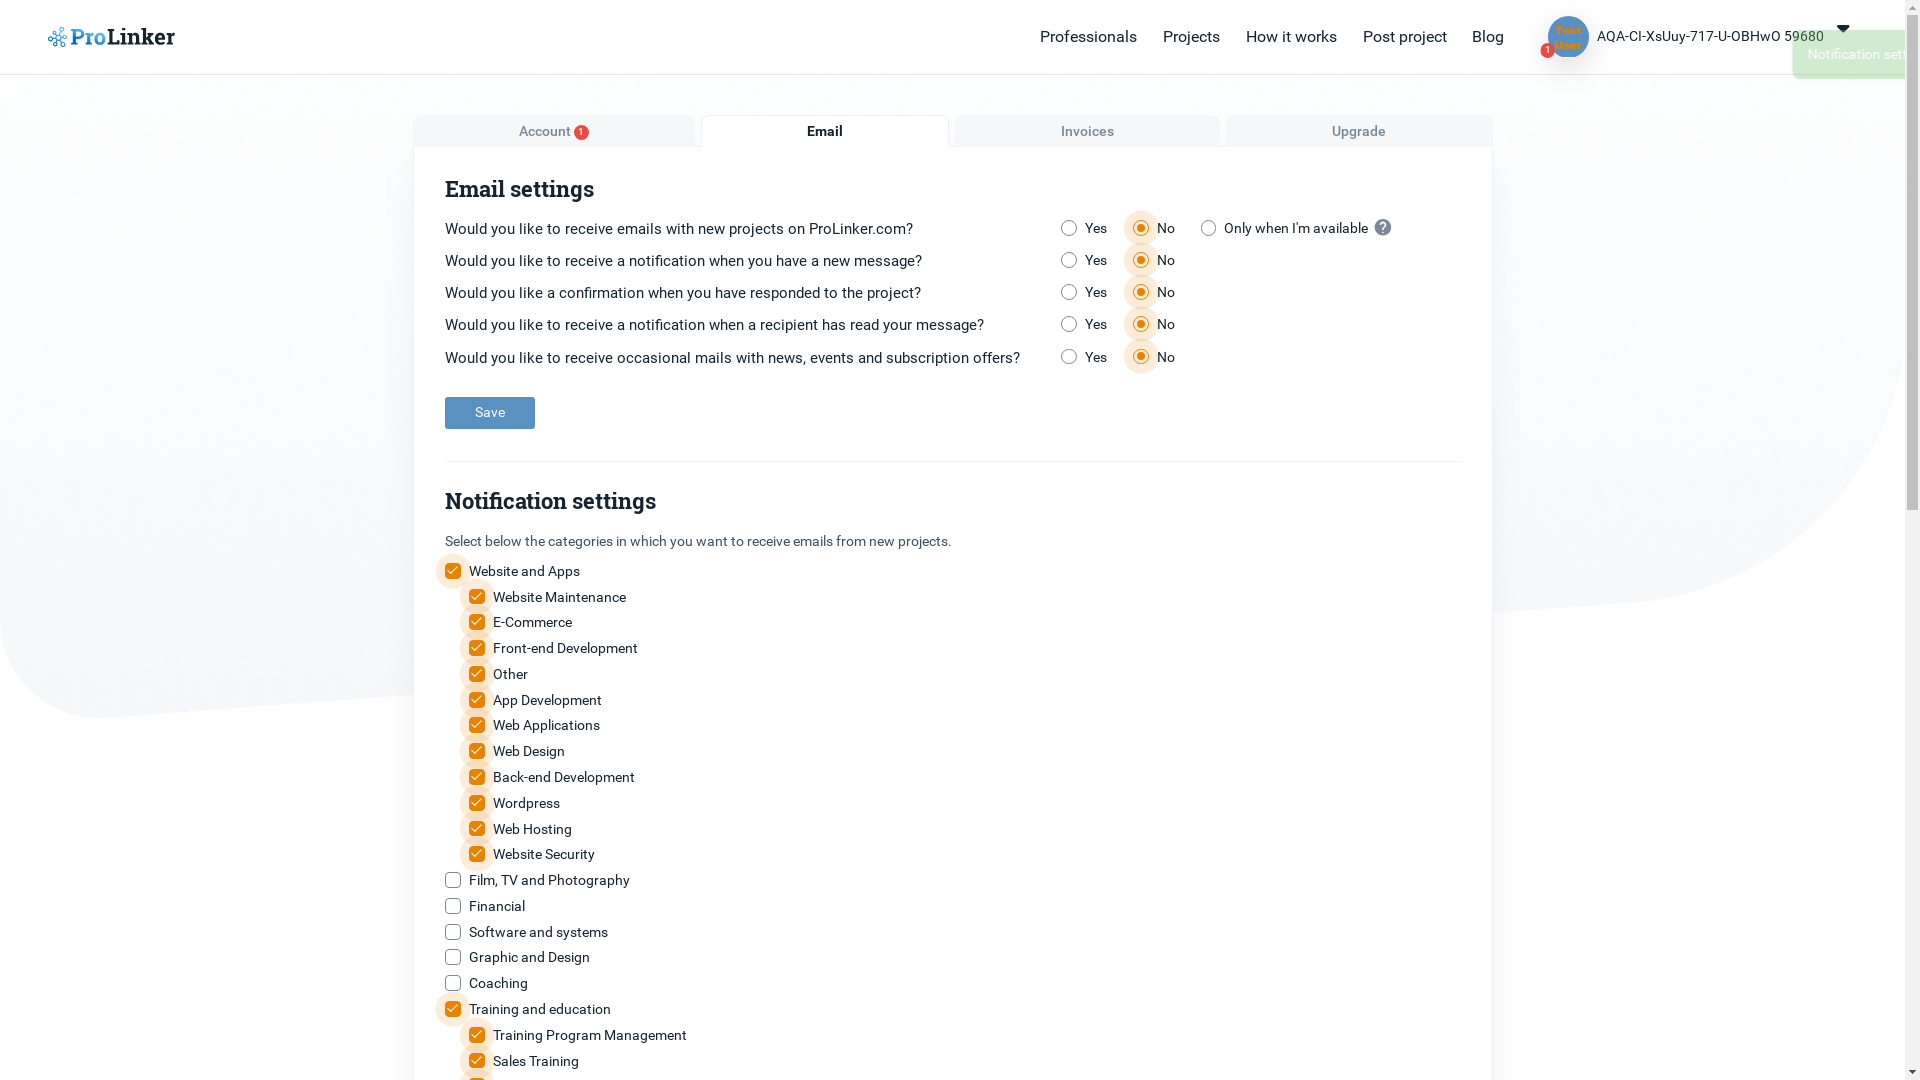 ProLinker
Professionals
Projects
How it works
Post project
Blog
Test
User
1
AQA-CI-XsUuy-717-U-OBHwO 59680
Notification sett
Account 1
Email
Invoices
Upgrade
Email settings
Would you like to receive emails with new projects on ProLinker.com? Yes No Only when I'm available ?
Would you like to receive a notification when you have a new message? Yes No
Would you like a confirmation when you have responded to the project? Yes No
Would you like to receive a notification when a recipient has read your message? Yes No
Would you like to receive occasional mails with news, events and subscription offers? Yes No
Save
Notification settings
Select below the categories in which you want to receive emails from new projects.
Website and Apps
Website Maintenance
E-Commerce
Front-end Development
Other
App Development
Web Applications
Web Design
Back-end Development
Wordpress
Web Hosting
Website Security
Film, TV and Photography
Financial
Software and systems
Graphic and Design
Coaching
Training and education
Training Program Management
Sales Training